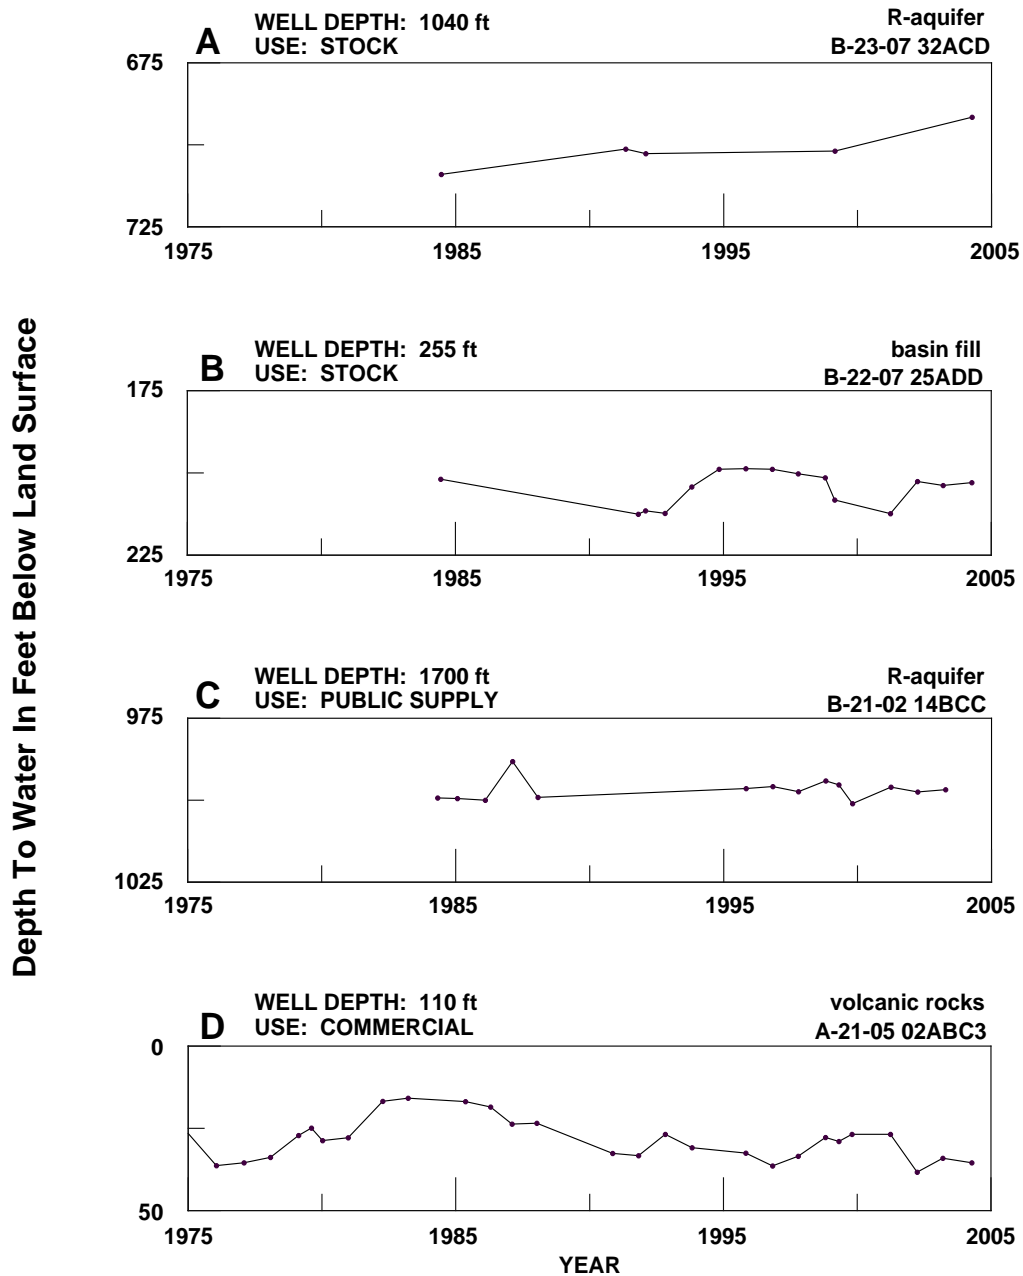 Depth To Water In Feet Below Land Surface
A
WELL DEPTH: 1040 ft
USE: STOCK
R-aquifer
B-23-07 32ACD
675
725
1975 1985 1995 2005
B
WELL DEPTH: 255 ft
USE: STOCK
basin fill
B-22-07 25ADD
175
225
1975 1985 1995 2005
C
WELL DEPTH: 1700 ft
USE: PUBLIC SUPPLY
R-aquifer
B-21-02 14BCC
975
1025
1975 1985 1995 2005
D
WELL DEPTH: 110 ft
USE: COMMERCIAL
volcanic rocks
A-21-05 02ABC3
0
50
1975 1985 1995 2005
YEAR